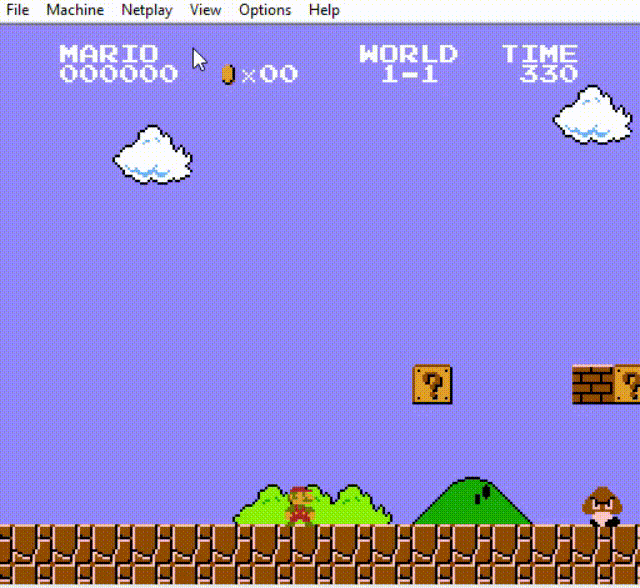 File Machine Netplay View Options Help
MARIO WORLD TIME
000000 ×00 1-1 330
? ?